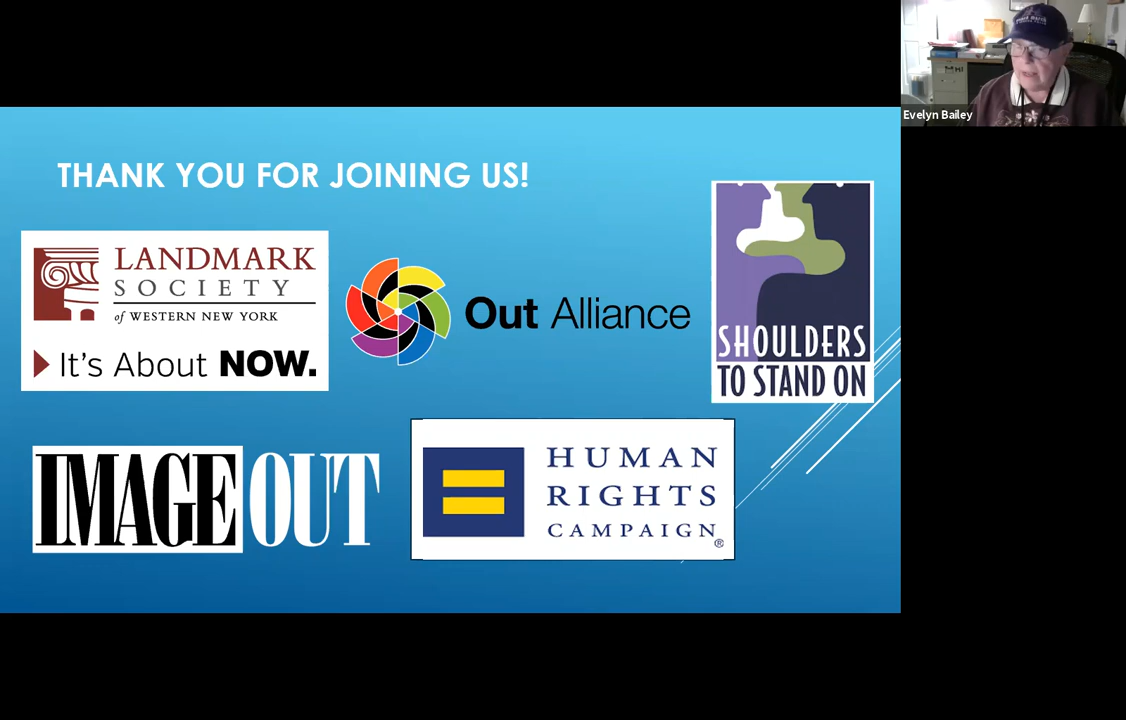 THANK YOU FOR JOINING US!
LANDMARK
SOCIETY
of WESTERN NEW YORK
It's About NOW.
Out Alliance
SHOULDERS
TO STAND ON
IMAGEOUT
HUMAN
RIGHTS
CAMPAIGN
®
Evelyn Bailey